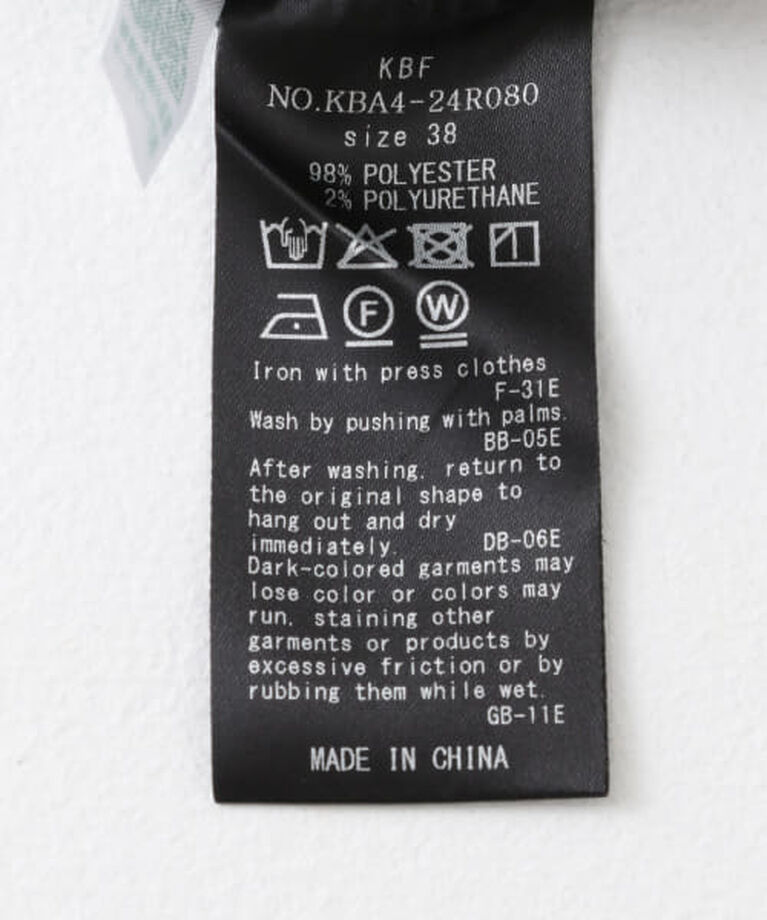 KBF
NO.KBA4-24R080
size 38
98% POLYESTER
2% POLYURETHANE
F W
Iron with press clothes
F-31E
Wash by pushing with palms.
BB-05E
After washing, return to
the original shape to
hang out and dry
immediately. DB-06E
Dark-colored garments may
lose color or colors may
run, staining other
garments or products by
excessive friction or by
rubbing them while wet.
GB-11E
MADE IN CHINA